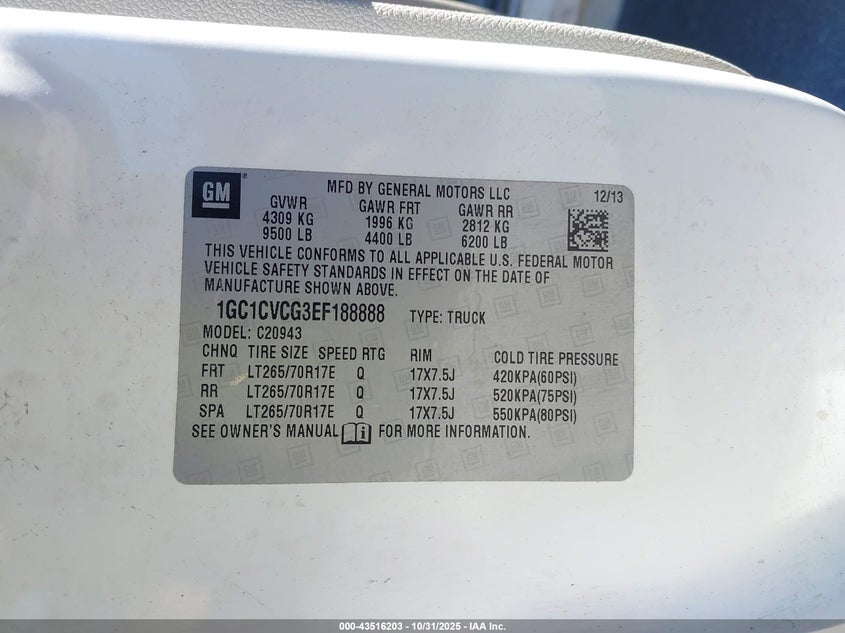 GM
MFD BY GENERAL MOTORS LLC 12/13
GVWR GAWR FRT GAWR RR
4309 KG 1996 KG 2812 KG
9500 LB 4400 LB 6200 LB
THIS VEHICLE CONFORMS TO ALL APPLICABLE U.S. FEDERAL MOTOR
VEHICLE SAFETY STANDARDS IN EFFECT ON THE DATE OF
MANUFACTURE SHOWN ABOVE.
1GC1CVCG3EF188888 TYPE: TRUCK
MODEL: C20943
CHNQ TIRE SIZE SPEED RTG RIM COLD TIRE PRESSURE
FRT LT265/70R17E Q 17X7.5J 420KPA(60PSI)
RR LT265/70R17E Q 17X7.5J 520KPA(75PSI)
SPA LT265/70R17E Q 17X7.5J 550KPA(80PSI)
SEE OWNER'S MANUAL FOR MORE INFORMATION.
000-43516203 - 10/31/2025 - IAA Inc.